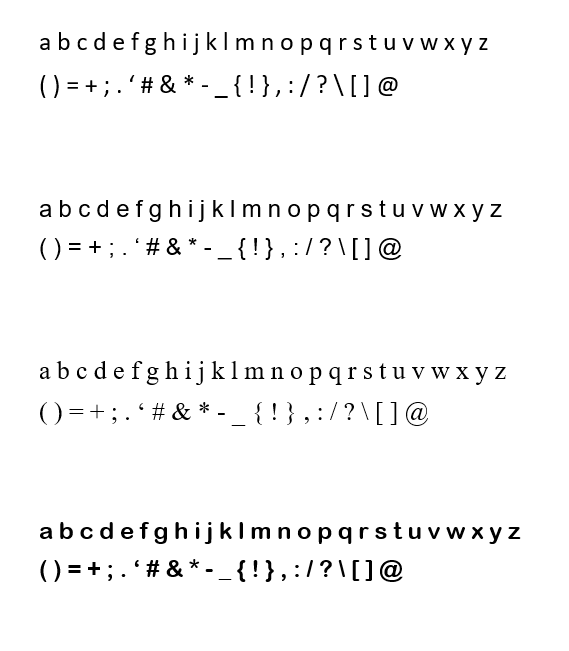 a b c d e f g h i j k l m n o p q r s t u v w x y z
( ) = + ; . ‘ # & * - _ { ! } , : / ? \ [ ] @
a b c d e f g h i j k l m n o p q r s t u v w x y z
( ) = + ; . ‘ # & * - _ { ! } , : / ? \ [ ] @
a b c d e f g h i j k l m n o p q r s t u v w x y z
( ) = + ; . ‘ # & * - _ { ! } , : / ? \ [ ] @
a b c d e f g h i j k l m n o p q r s t u v w x y z
( ) = + ; . ‘ # & * - _ { ! } , : / ? \ [ ] @